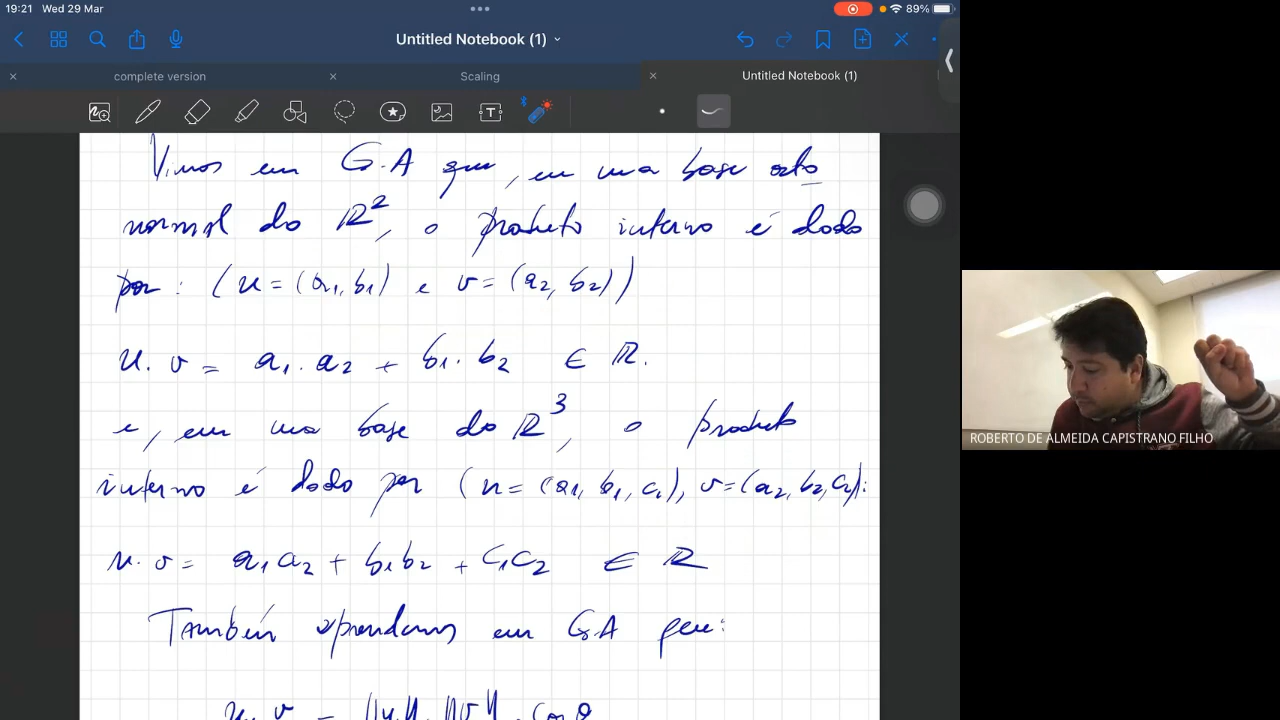 19:21 Wed 29 Mar
89%
Untitled Notebook (1)
complete version
Scaling
Untitled Notebook (1)
Vimos em G.A que, em uma base orto
normal do ℝ², o produto interno é dado
por: (u = (a₁, b₁) e v = (a₂, b₂))
u. v = a₁. a₂ + b₁. b₂ ∈ ℝ.
e, em uma base do ℝ³, o produto
interno é dado por (u = (a₁, b₁, c₁), v = (a₂, b₂, c₂):
u. v = a₁a₂ + b₁b₂ + c₁c₂ ∈ ℝ
Também aprendemos em GA que:
u. v = ||u||. ||v||. cos θ
ROBERTO DE ALMEIDA CAPISTRANO FILHO